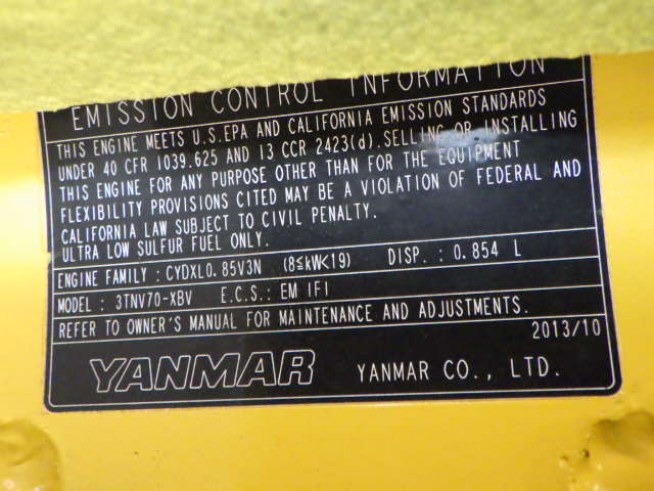 EMISSION CONTROL INFORMATION
THIS ENGINE MEETS U.S.EPA AND CALIFORNIA EMISSION STANDARDS
UNDER 40 CFR 1039.625 AND 13 CCR 2423(d).SELLING OR INSTALLING
THIS ENGINE FOR ANY PURPOSE OTHER THAN FOR THE EQUIPMENT
FLEXIBILITY PROVISIONS CITED MAY BE A VIOLATION OF FEDERAL AND
CALIFORNIA LAW SUBJECT TO CIVIL PENALTY.
ULTRA LOW SULFUR FUEL ONLY.
ENGINE FAMILY : CYDXL0.85V3N (8≦kW<19) DISP. : 0.854 L
MODEL : 3TNV70-XBV E.C.S.: EM IFI
REFER TO OWNER'S MANUAL FOR MAINTENANCE AND ADJUSTMENTS.
2013/10
YANMAR YANMAR CO., LTD.